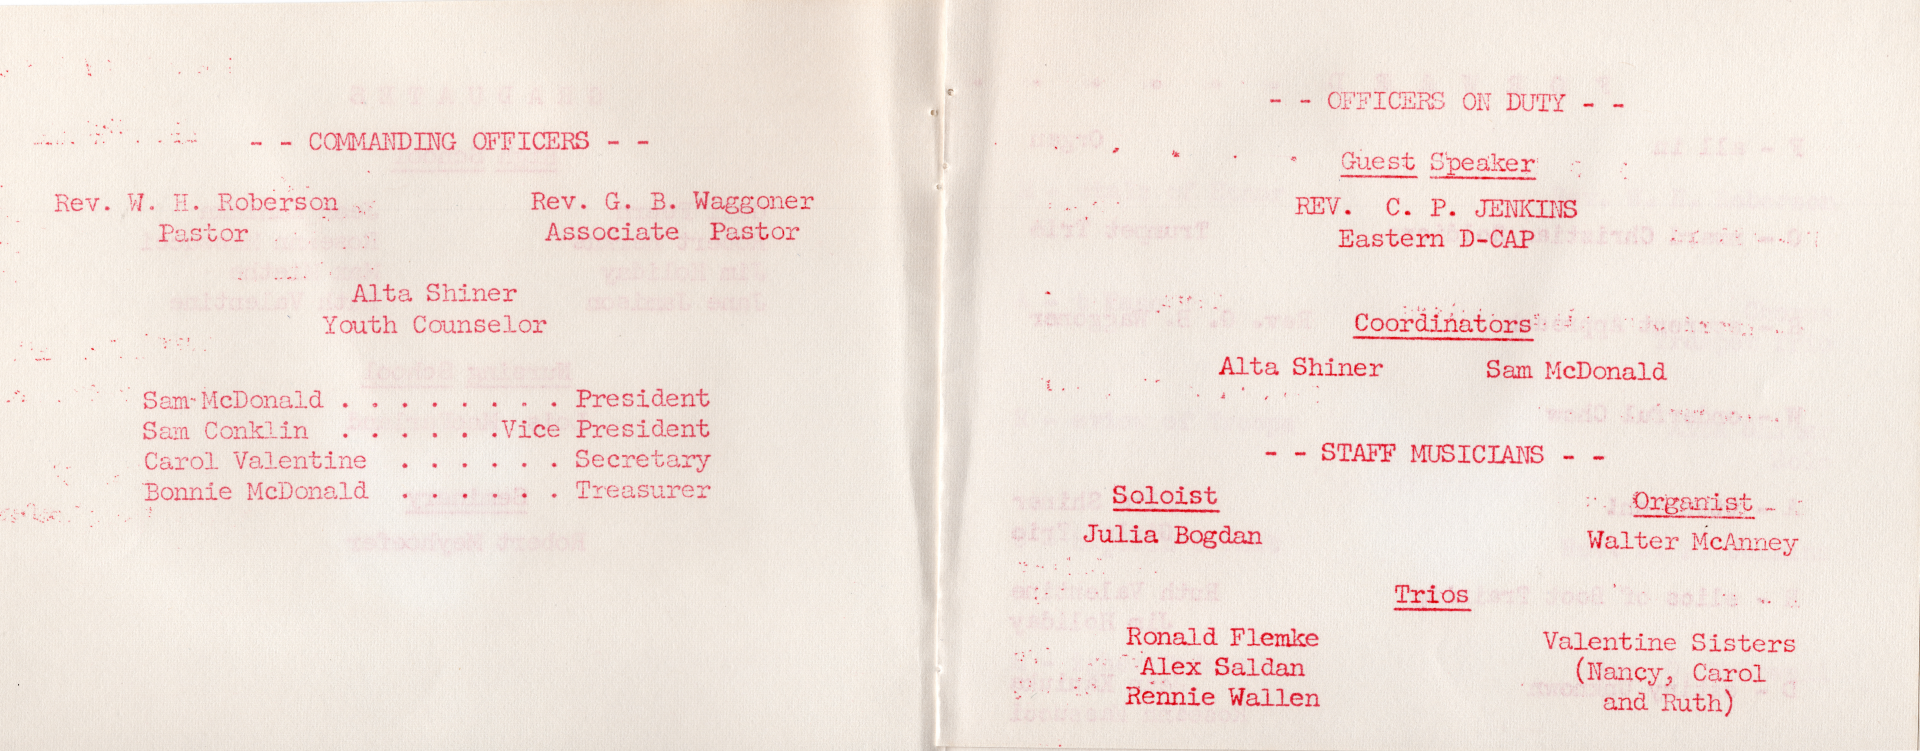 - - COMMANDING OFFICERS - -
Rev. W. H. Roberson
Pastor
Rev. G. B. Waggoner
Associate Pastor
Alta Shiner
Youth Counselor
Sam McDonald . . . . . . . . President
Sam Conklin . . . . . .Vice President
Carol Valentine . . . . . . Secretary
Bonnie McDonald . . . . . . Treasurer
- - OFFICERS ON DUTY - -
Guest Speaker
REV. C. P. JENKINS
Eastern D-CAP
Coordinators
Alta Shiner Sam McDonald
- - STAFF MUSICIANS - -
Soloist
Julia Bogdan
Organist
Walter McAnney
Trios
Ronald Flemke
Alex Saldan
Rennie Wallen
Valentine Sisters
(Nancy, Carol
and Ruth)